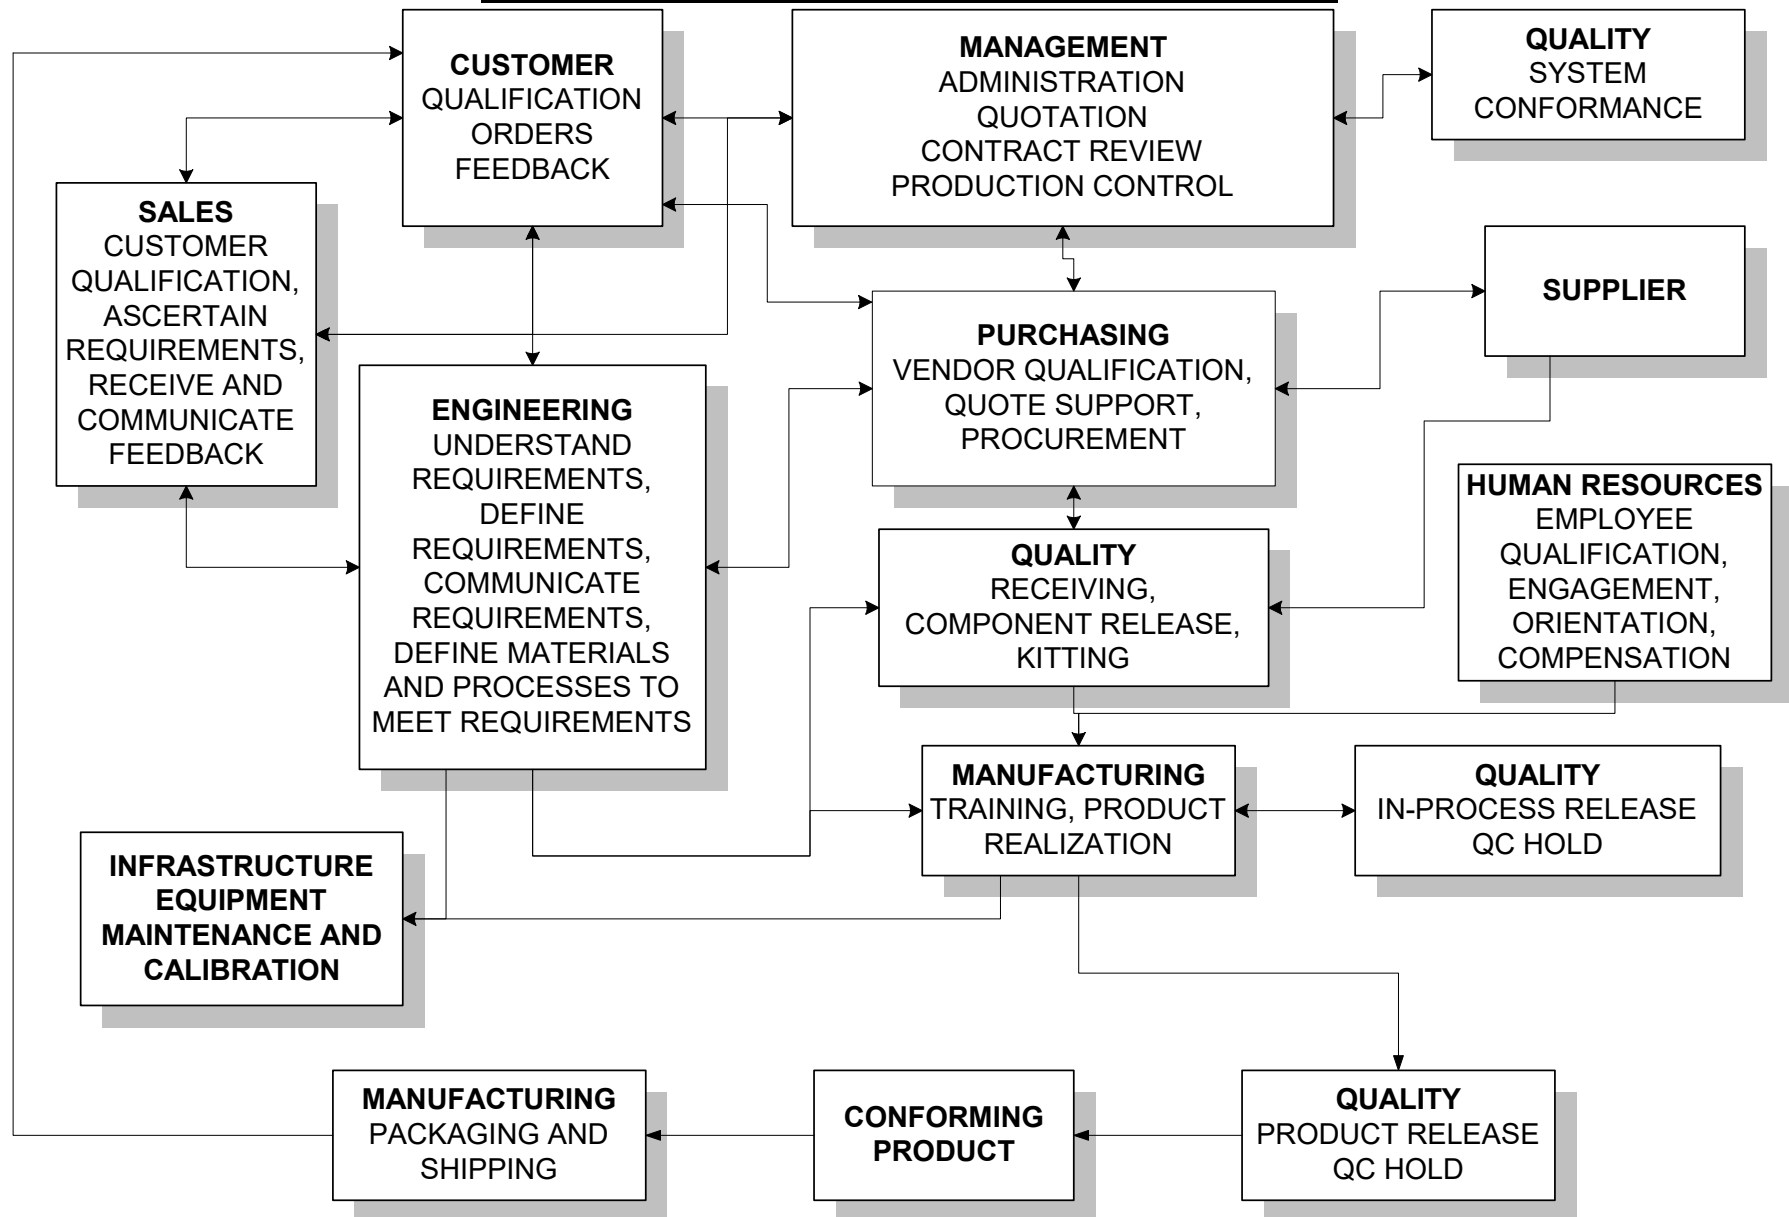 CUSTOMER
QUALIFICATION
ORDERS
FEEDBACK
MANAGEMENT
ADMINISTRATION
QUOTATION
CONTRACT REVIEW
PRODUCTION CONTROL
QUALITY
SYSTEM
CONFORMANCE
SALES
CUSTOMER
QUALIFICATION,
ASCERTAIN
REQUIREMENTS,
RECEIVE AND
COMMUNICATE
FEEDBACK
SUPPLIER
PURCHASING
VENDOR QUALIFICATION,
QUOTE SUPPORT,
PROCUREMENT
ENGINEERING
UNDERSTAND
REQUIREMENTS,
DEFINE
REQUIREMENTS,
COMMUNICATE
REQUIREMENTS,
DEFINE MATERIALS
AND PROCESSES TO
MEET REQUIREMENTS
HUMAN RESOURCES
EMPLOYEE
QUALIFICATION,
ENGAGEMENT,
ORIENTATION,
COMPENSATION
QUALITY
RECEIVING,
COMPONENT RELEASE,
KITTING
MANUFACTURING
TRAINING, PRODUCT
REALIZATION
QUALITY
IN-PROCESS RELEASE
QC HOLD
INFRASTRUCTURE
EQUIPMENT
MAINTENANCE AND
CALIBRATION
MANUFACTURING
PACKAGING AND
SHIPPING
CONFORMING
PRODUCT
QUALITY
PRODUCT RELEASE
QC HOLD